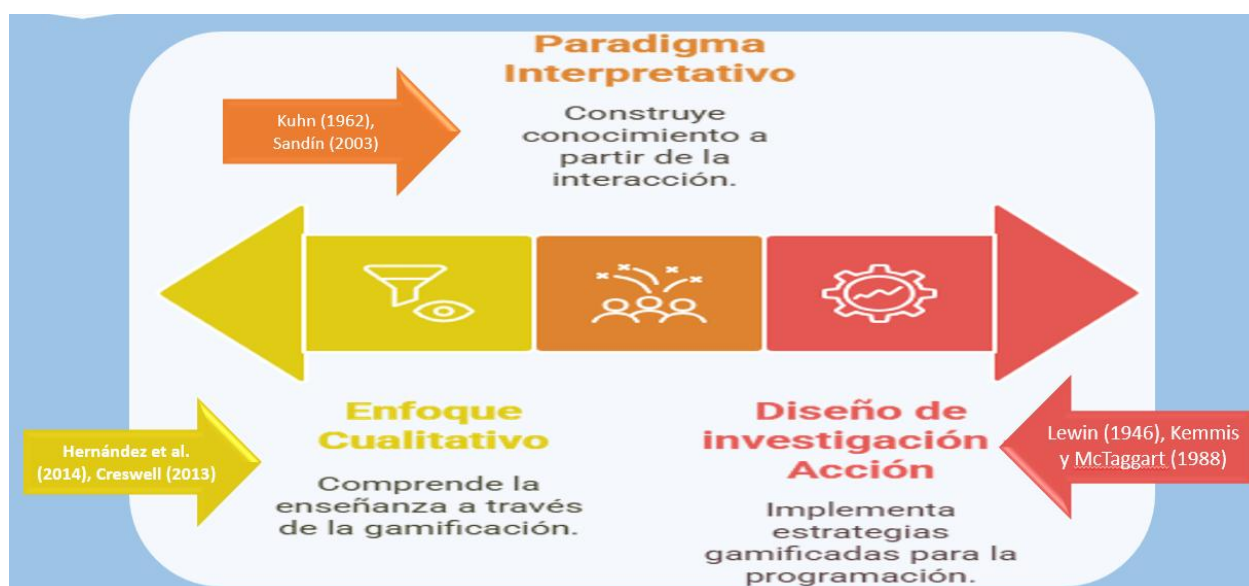 Paradigma
Interpretativo
Kuhn (1962),
Sandín (2003)
Construye
conocimiento a
partir de la
interacción.
Enfoque
Cualitativo
Hernández et al.
(2014), Creswell (2013)
Comprende la
enseñanza a través
de la gamificación.
Diseño de
investigación
Acción
Lewin (1946), Kemmis
y McTaggart (1988)
Implementa
estrategias
gamificadas para la
programación.